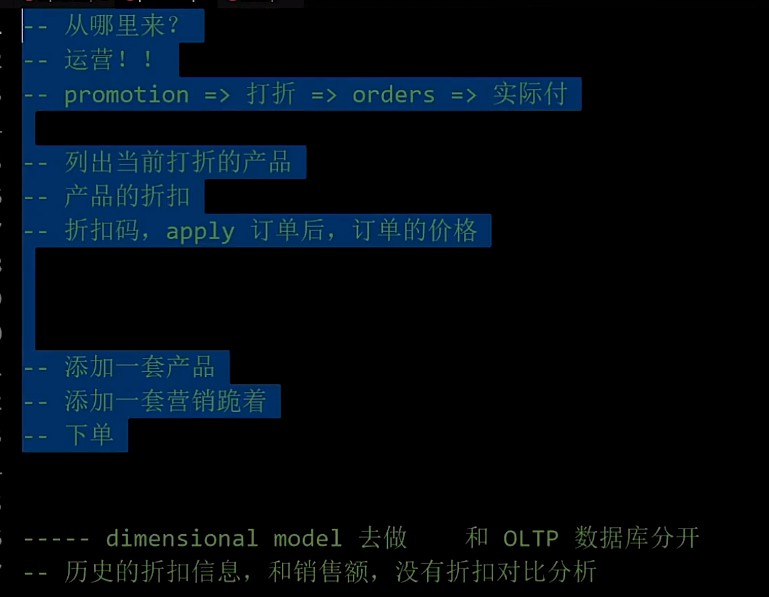 -- 从哪里来?
-- 运营!!
-- promotion => 打折 => orders => 实际付
-- 列出当前打折的产品
-- 产品的折扣
-- 折扣码, apply 订单后, 订单的价格
-- 添加一套产品
-- 添加一套营销跪着
-- 下单
----- dimensional model 去做    和 OLTP 数据库分开
-- 历史的折扣信息, 和销售额, 没有折扣对比分析